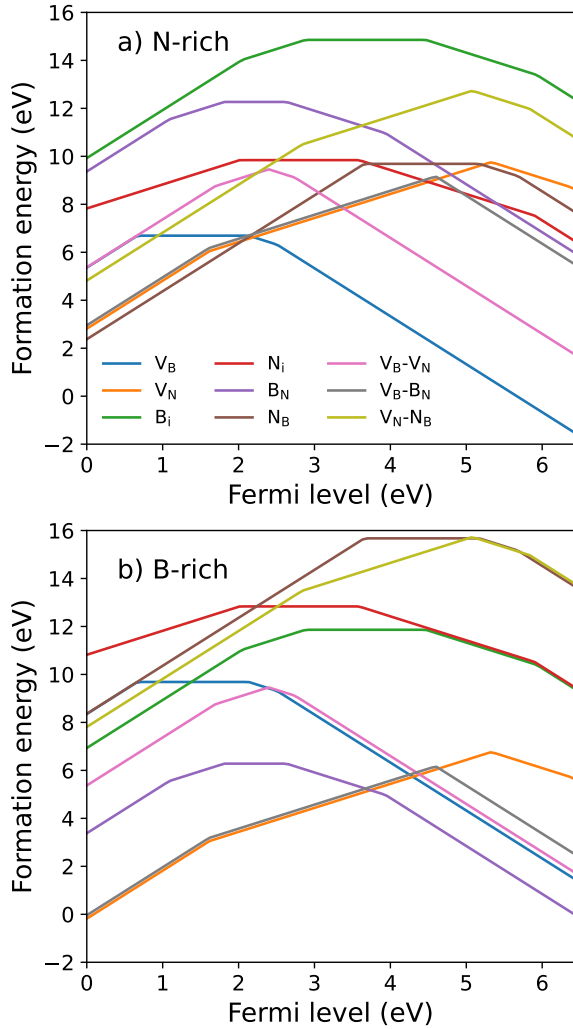 16
14
12
10
8
6
4
2
0
−2
Formation energy (eV)
a) N-rich
V_B N_i V_B-V_N
V_N B_N V_B-B_N
B_i N_B V_N-N_B
0 1 2 3 4 5 6
Fermi level (eV)
16
14
12
10
8
6
4
2
0
−2
Formation energy (eV)
b) B-rich
0 1 2 3 4 5 6
Fermi level (eV)